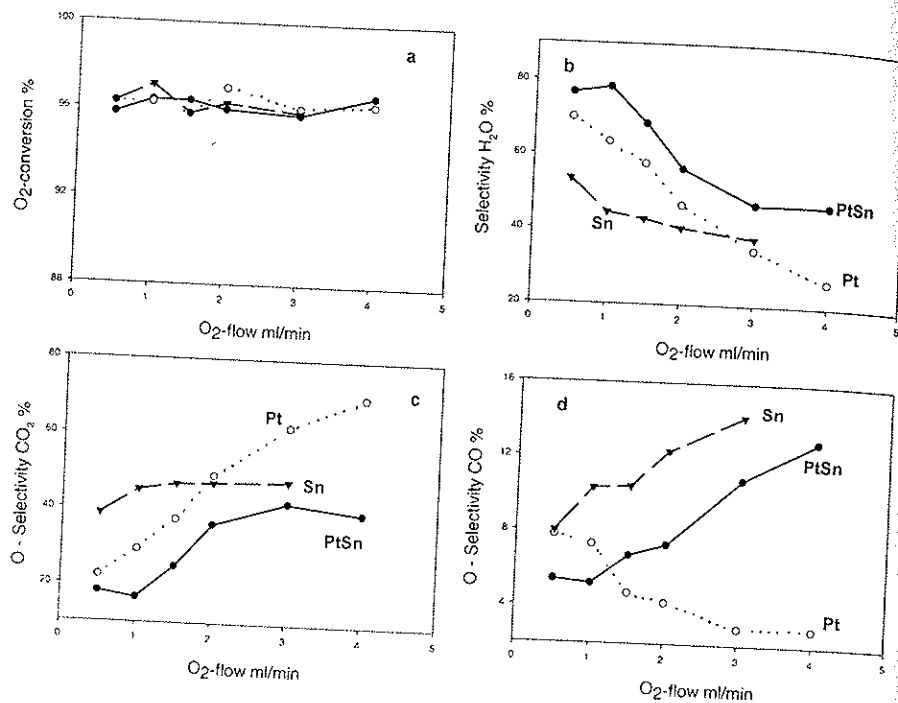 100
96
92
88
O2-conversion %
a
0
1
2
3
4
5
O2-flow ml/min
80
60
40
20
Selectivity H2O %
b
PtSn
Sn
Pt
0
1
2
3
4
5
O2-flow ml/min
80
60
40
20
O - Selectivity CO2 %
c
Pt
Sn
PtSn
0
1
2
3
4
5
O2-flow ml/min
16
12
8
4
O - Selectivity CO %
d
Sn
PtSn
Pt
0
1
2
3
4
5
O2-flow ml/min